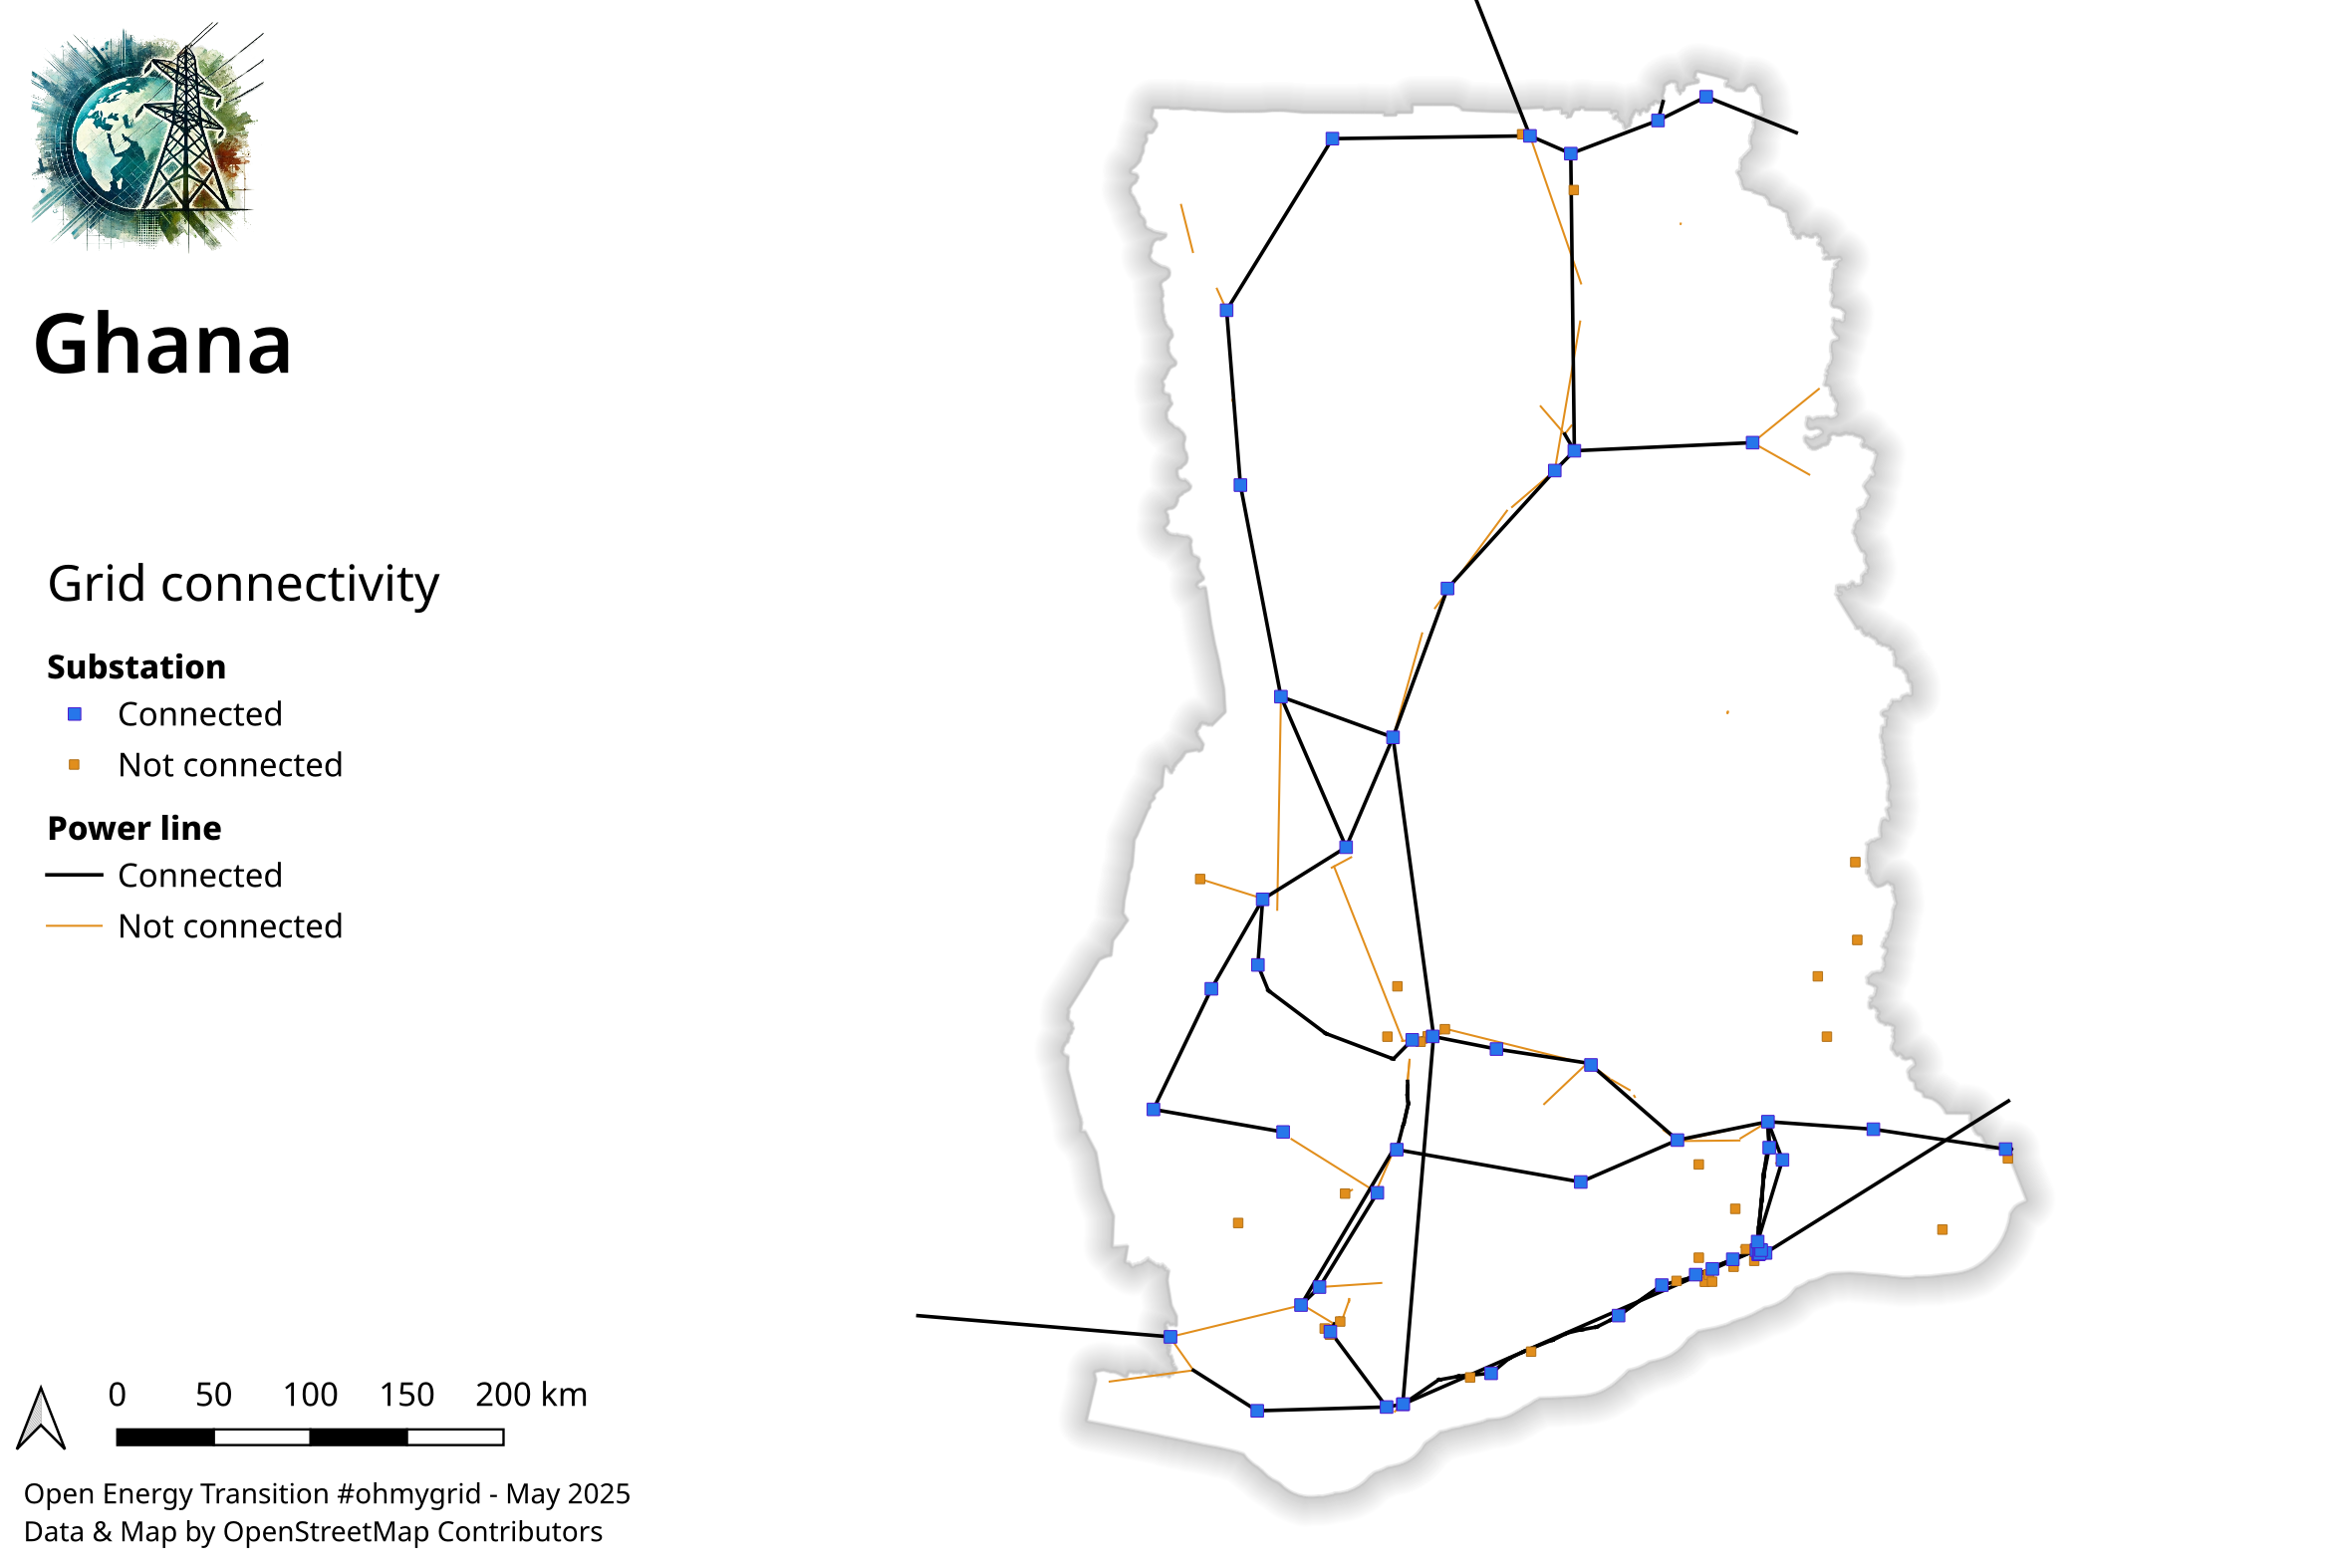 Ghana
Grid connectivity
Substation
Connected
Not connected
Power line
Connected
Not connected
0 50 100 150 200 km
Open Energy Transition #ohmygrid - May 2025
Data & Map by OpenStreetMap Contributors